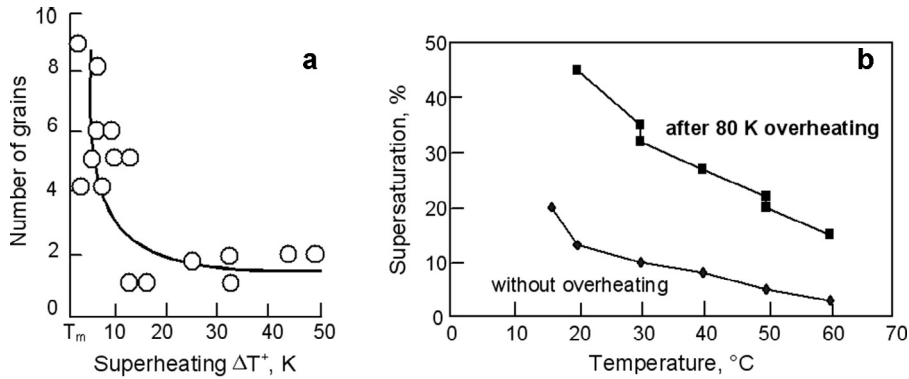 10
8
6
4
2
0
Number of grains
a
Tm 10 20 30 40 50
Superheating ΔT⁺, K
50
40
30
20
10
0
Supersaturation, %
b
after 80 K overheating
without overheating
0 10 20 30 40 50 60 70
Temperature, °C